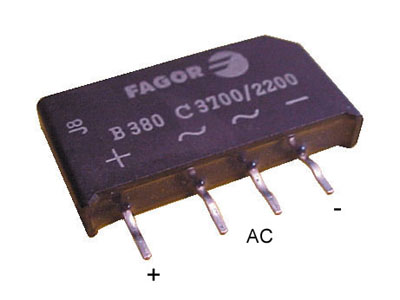 FAGOR
J8
B380 C3700/2200
+ ~ ~ −
AC
-
+